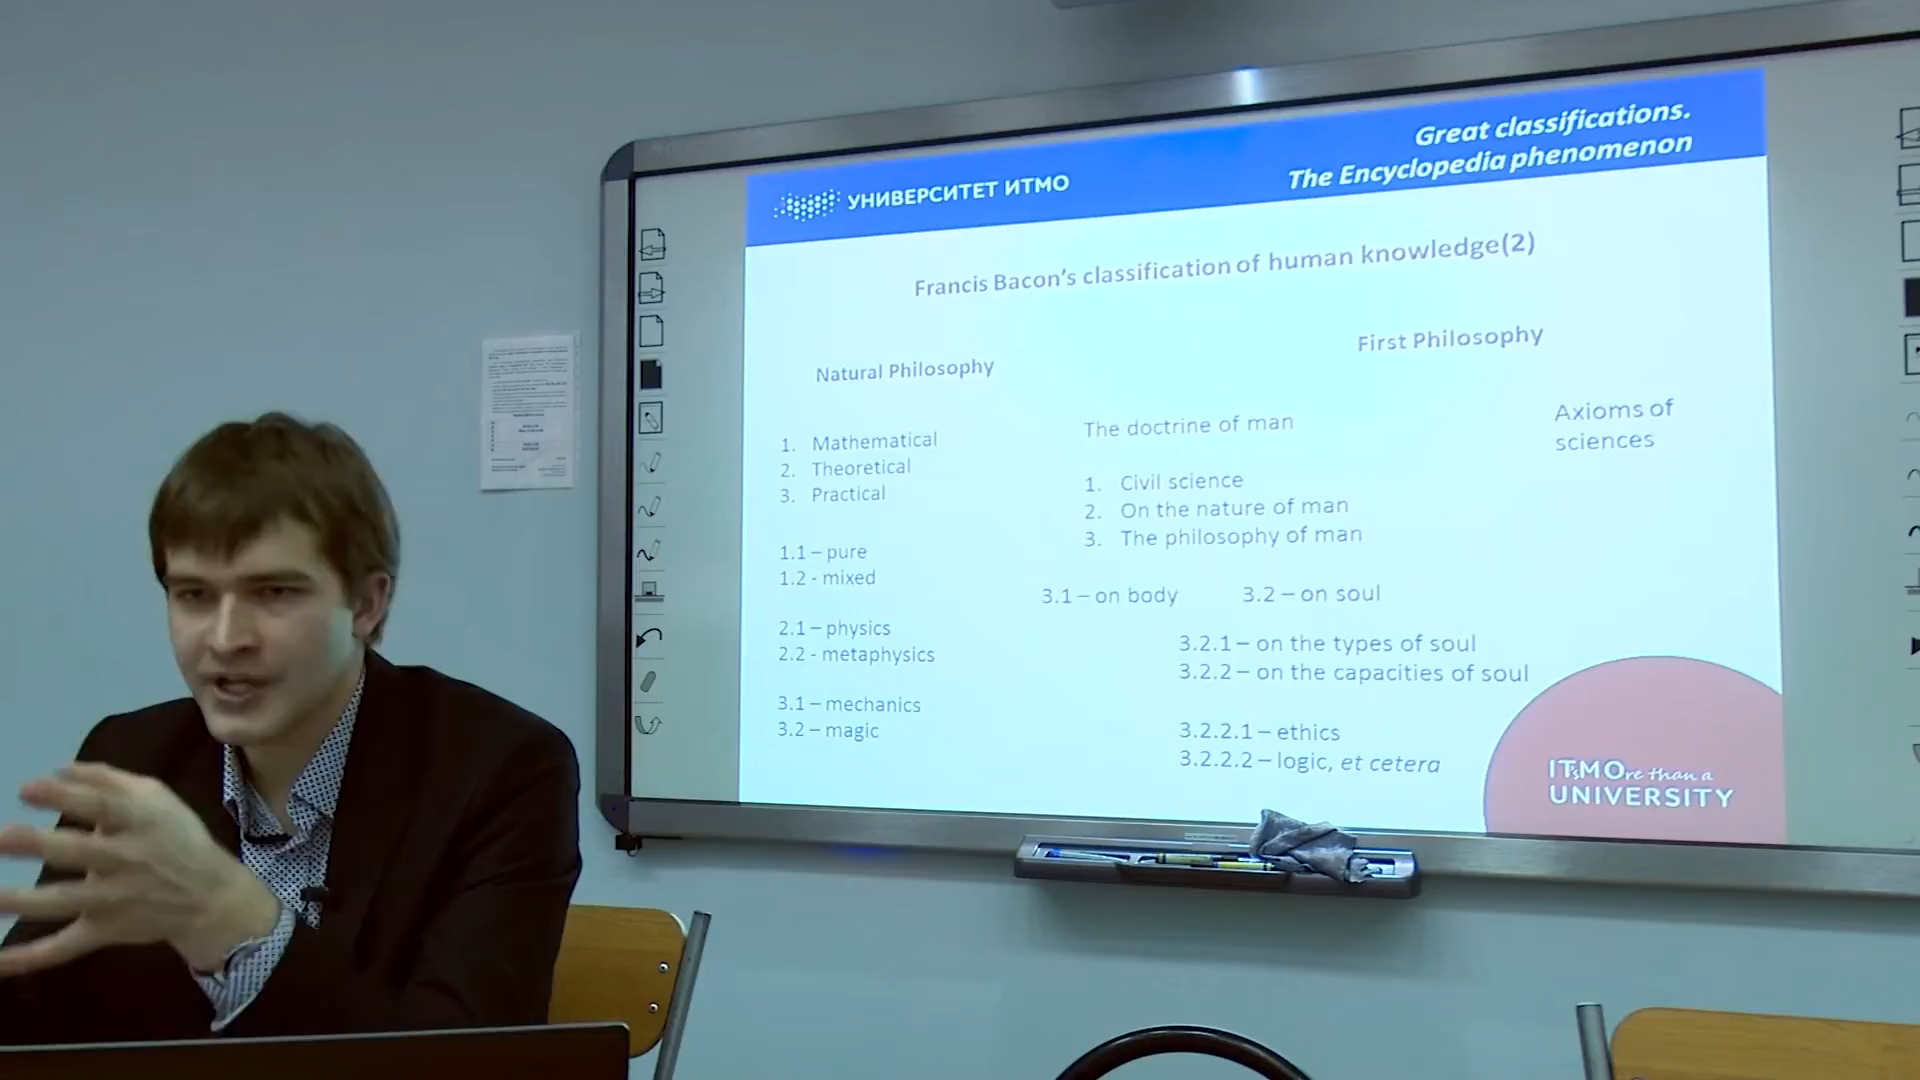 Great classifications.
The Encyclopedia phenomenon
УНИВЕРСИТЕТ ИТМО
Francis Bacon's classification of human knowledge(2)
First Philosophy
Natural Philosophy
Axioms of
sciences
The doctrine of man
1. Mathematical
2. Theoretical
3. Practical
1. Civil science
2. On the nature of man
3. The philosophy of man
1.1 – pure
1.2 - mixed
3.1 – on body
3.2 – on soul
2.1 – physics
2.2 - metaphysics
3.2.1 – on the types of soul
3.2.2 – on the capacities of soul
3.1 – mechanics
3.2 – magic
3.2.2.1 – ethics
3.2.2.2 – logic, et cetera
IT'sMOre than a
UNIVERSITY